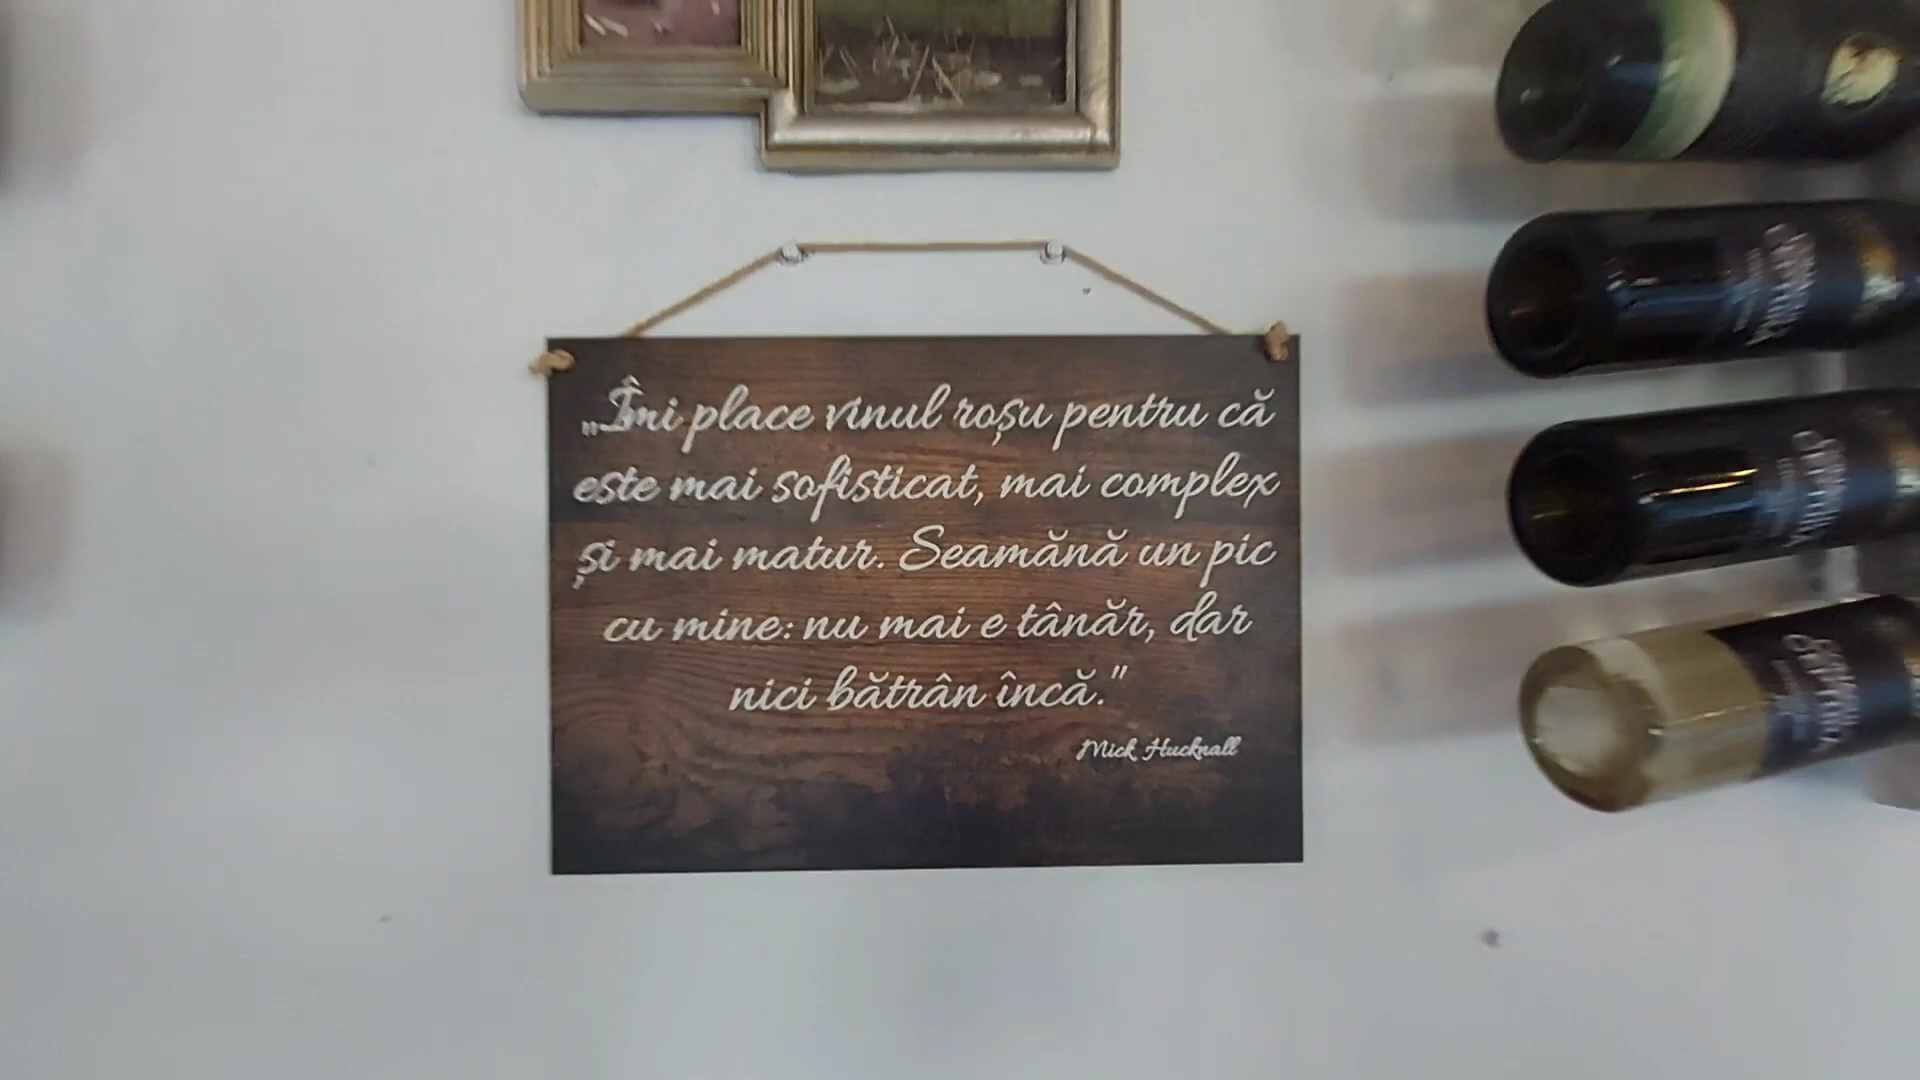 „Îmi place vinul roșu pentru că
este mai sofisticat, mai complex
și mai matur. Seamănă un pic
cu mine: nu mai e tânăr, dar
nici bătrân încă."
Mick Hucknall